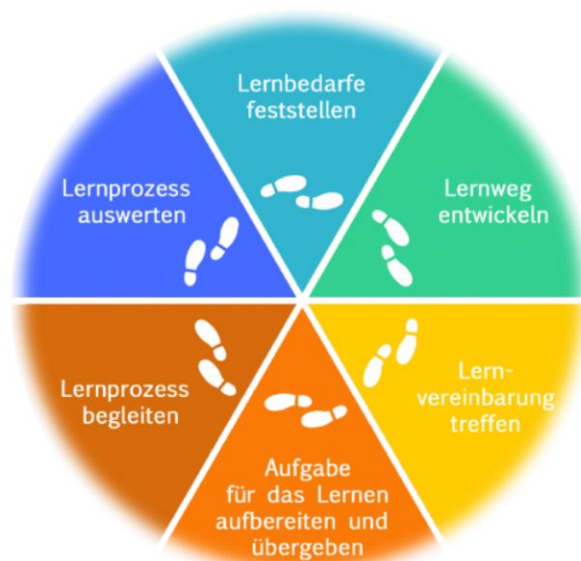 Lernbedarfe
feststellen
Lernweg
entwickeln
Lern-
vereinbarung
treffen
Aufgabe
für das Lernen
aufbereiten und
übergeben
Lernprozess
begleiten
Lernprozess
auswerten